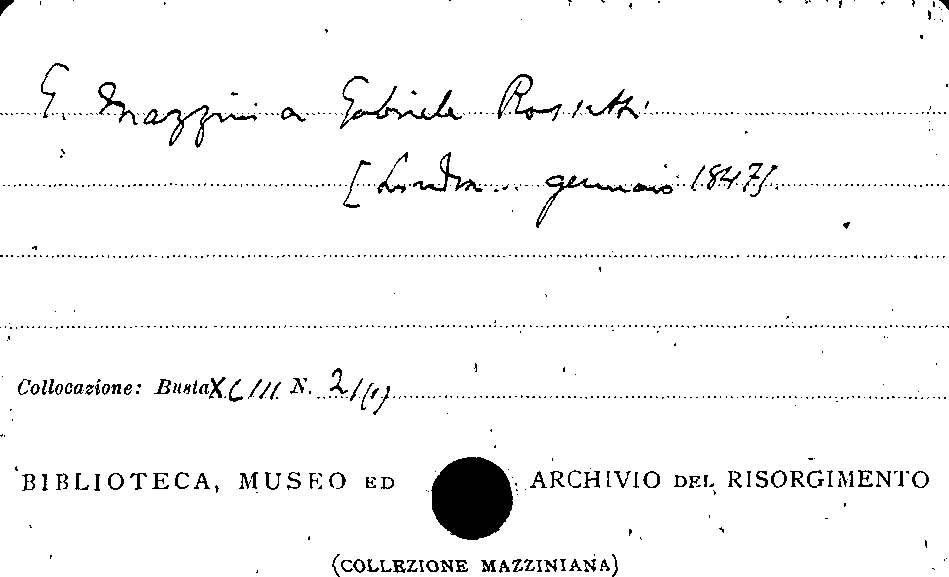 G. Mazzini a Gabriele Rossetti
[Londra.. gennaio 1847].
Collocazione: Busta XCIII N. 2/(1)
BIBLIOTECA, MUSEO ED ARCHIVIO DEL RISORGIMENTO
(COLLEZIONE MAZZINIANA)